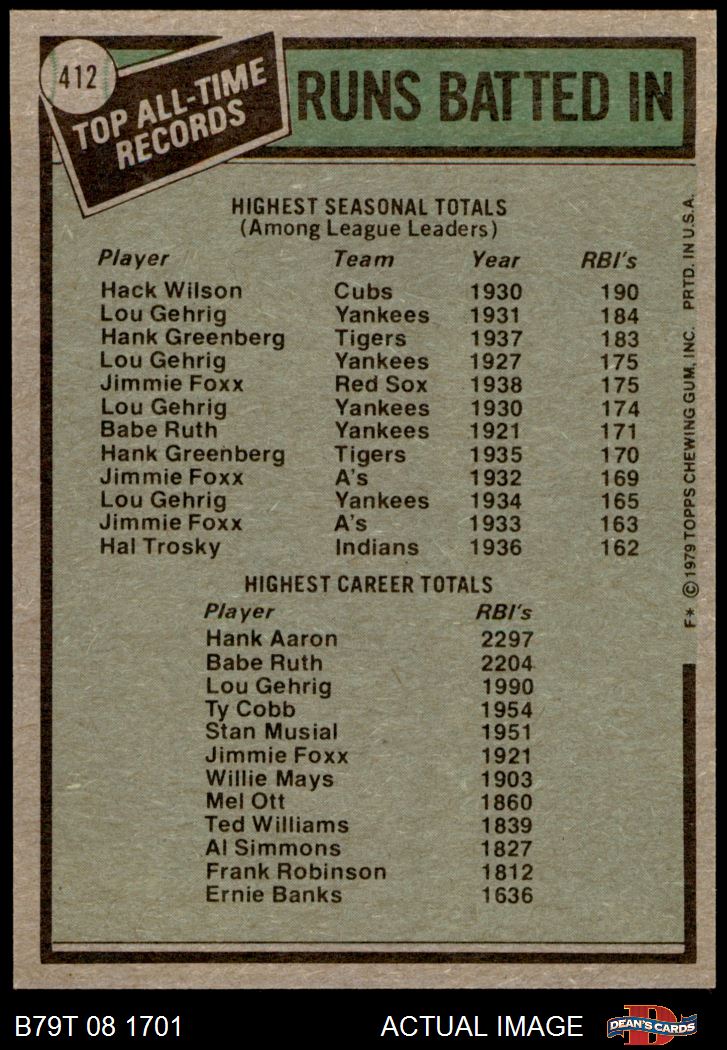 412
TOP ALL-TIME
RECORDS
RUNS BATTED IN
HIGHEST SEASONAL TOTALS
(Among League Leaders)
Player Team Year RBI's
Hack Wilson Cubs 1930 190
Lou Gehrig Yankees 1931 184
Hank Greenberg Tigers 1937 183
Lou Gehrig Yankees 1927 175
Jimmie Foxx Red Sox 1938 175
Lou Gehrig Yankees 1930 174
Babe Ruth Yankees 1921 171
Hank Greenberg Tigers 1935 170
Jimmie Foxx A's 1932 169
Lou Gehrig Yankees 1934 165
Jimmie Foxx A's 1933 163
Hal Trosky Indians 1936 162
HIGHEST CAREER TOTALS
Player RBI's
Hank Aaron 2297
Babe Ruth 2204
Lou Gehrig 1990
Ty Cobb 1954
Stan Musial 1951
Jimmie Foxx 1921
Willie Mays 1903
Mel Ott 1860
Ted Williams 1839
Al Simmons 1827
Frank Robinson 1812
Ernie Banks 1636
F* © 1979 TOPPS CHEWING GUM, INC. PRTD. IN U.S.A.
B79T 08 1701 ACTUAL IMAGE
D
DEAN'S CARDS